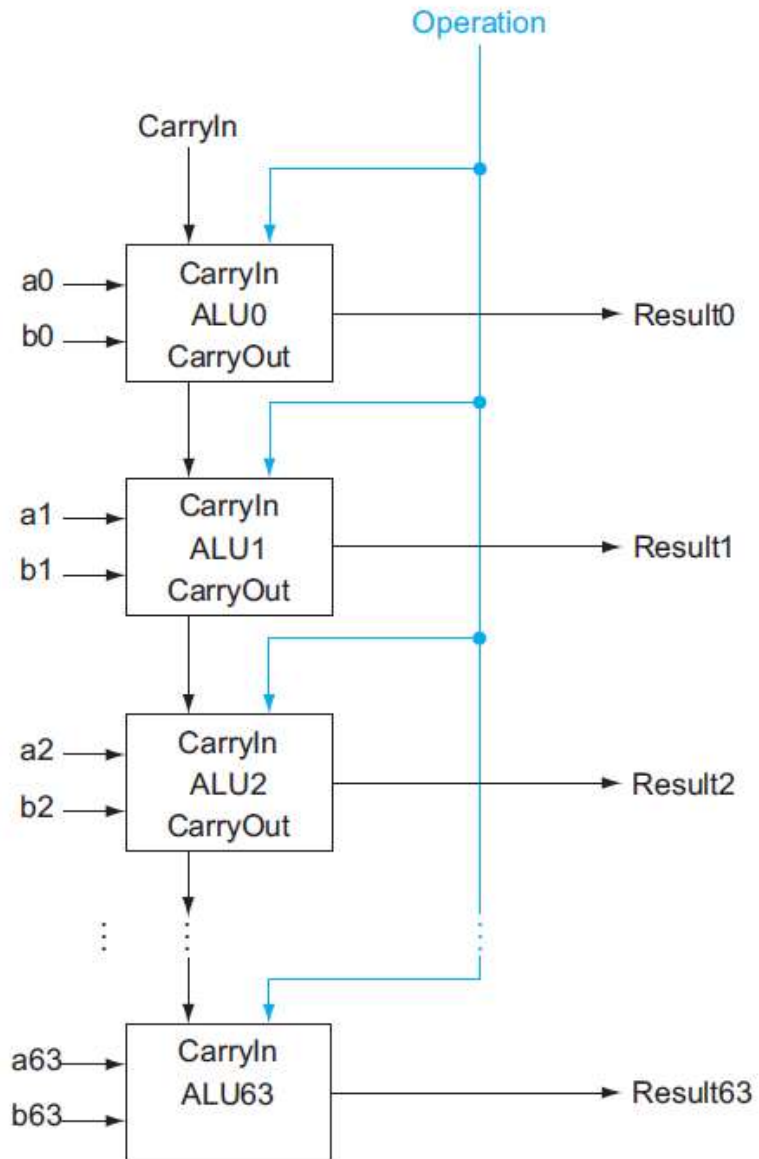 Operation
CarryIn
a0
b0
CarryIn
ALU0
CarryOut
Result0
a1
b1
CarryIn
ALU1
CarryOut
Result1
a2
b2
CarryIn
ALU2
CarryOut
Result2
a63
b63
CarryIn
ALU63
Result63